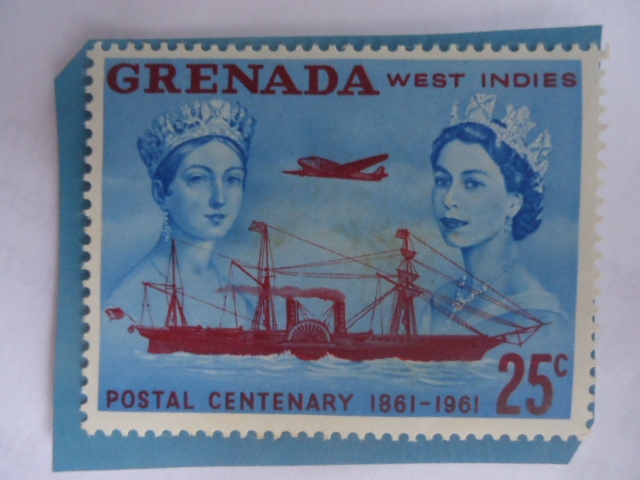 GRENADA WEST INDIES
POSTAL CENTENARY 1861-1961 25c